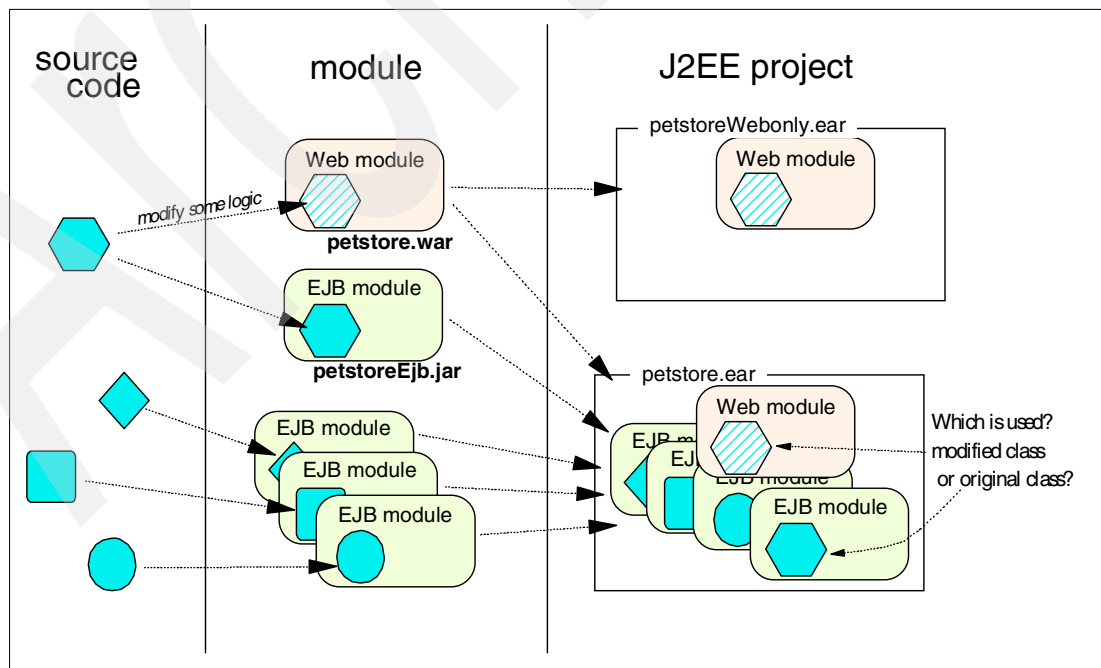 source
code
module
J2EE project
petstoreWebonly.ear
Web module
Web module
modify some logic
petstore.war
EJB module
petstoreEjb.jar
petstore.ear
Web module
EJB module
EJB m
EJ
Which is used?
modified class
or original class?
EJB module
EJB module
EJB module